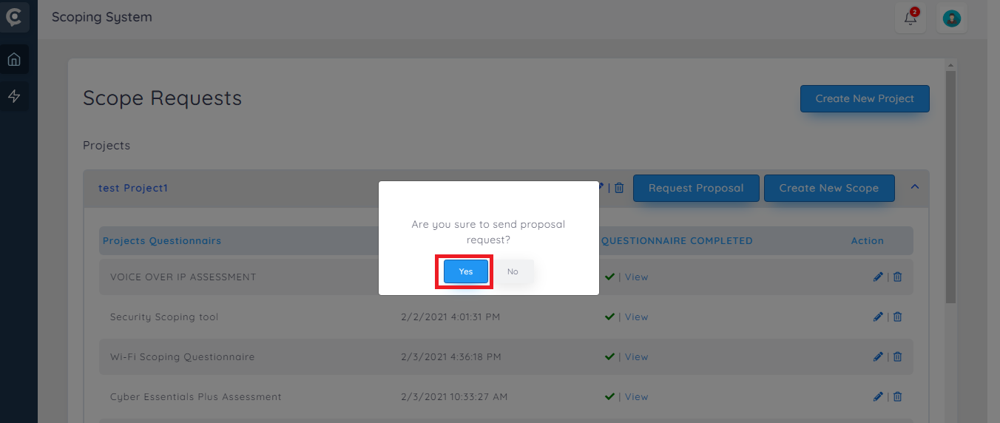 Scoping System
2
Scope Requests
Create New Project
Projects
test Project1
| Request Proposal Create New Scope
Are you sure to send proposal
request?
Yes No
Projects Questionnairs QUESTIONNAIRE COMPLETED Action
VOICE OVER IP ASSESSMENT | View |
Security Scoping tool 2/2/2021 4:01:31 PM | View |
Wi-Fi Scoping Questionnaire 2/3/2021 4:36:18 PM | View |
Cyber Essentials Plus Assessment 2/3/2021 10:33:27 AM | View |